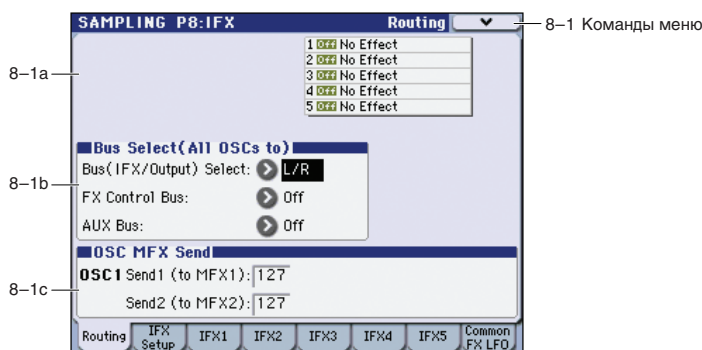 SAMPLING P8:IFX Routing
8–1 Команды меню
1 Off No Effect
2 Off No Effect
3 Off No Effect
4 Off No Effect
5 Off No Effect
8–1a
Bus Select(All OSCs to)
Bus(IFX/Output) Select: L/R
8–1b
FX Control Bus: Off
AUX Bus: Off
OSC MFX Send
OSC1 Send1 (to MFX1): 127
8–1c
Send2 (to MFX2): 127
Routing IFX Setup IFX1 IFX2 IFX3 IFX4 IFX5 Common FX LFO